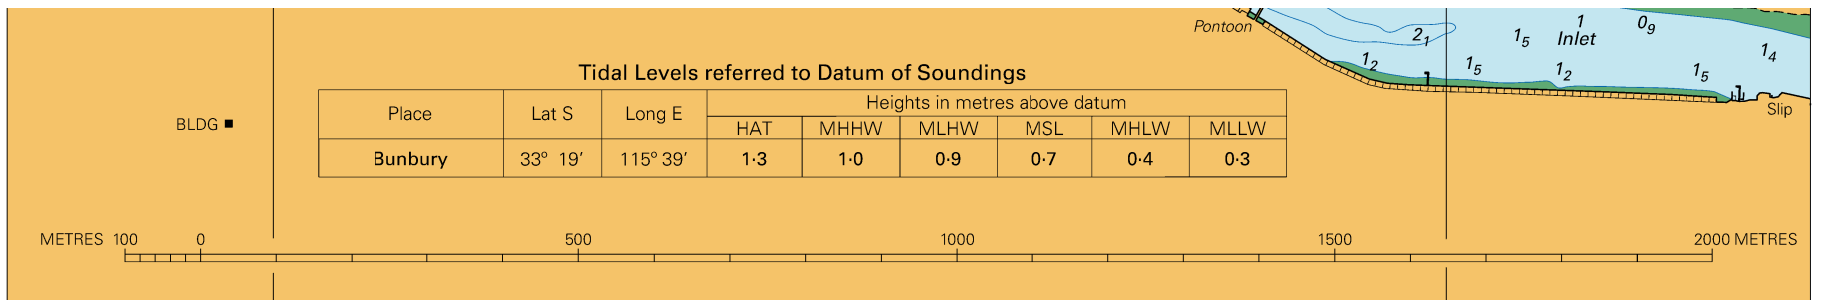 Pontoon
2₁
1₅
1
Inlet
0₉
1₄
1₂
1₅
1₂
1₅
Slip
Tidal Levels referred to Datum of Soundings
Place Lat S Long E Heights in metres above datum
HAT MHHW MLHW MSL MHLW MLLW
Bunbury 33° 19′ 115° 39′ 1·3 1·0 0·9 0·7 0·4 0·3
BLDG
METRES 100 0 500 1000 1500 2000 METRES